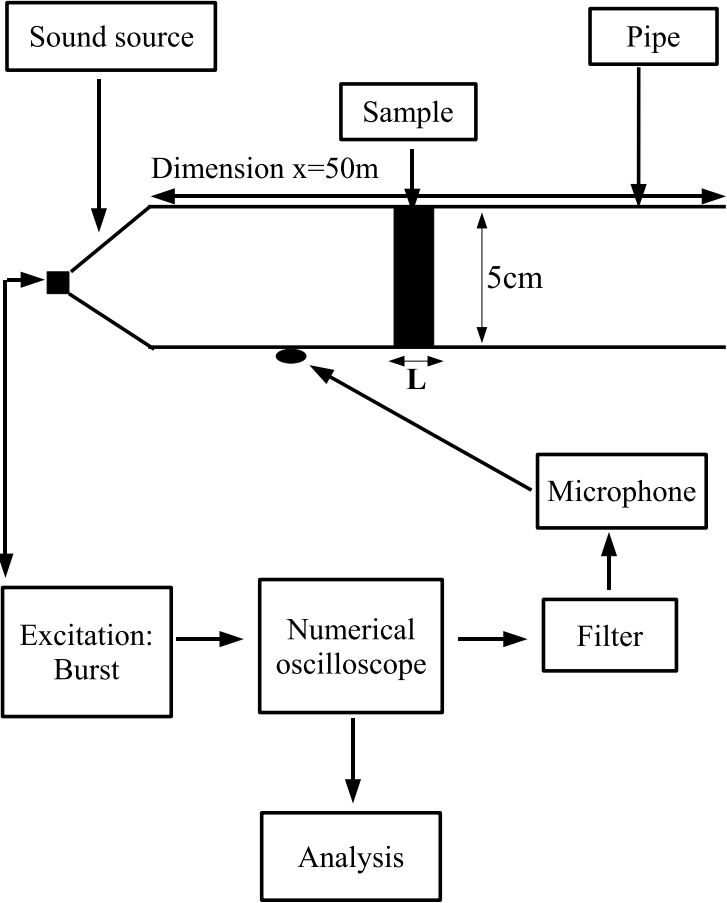 Sound source
Pipe
Sample
Dimension x=50m
5cm
L
Microphone
Excitation:
Burst
Numerical
oscilloscope
Filter
Analysis